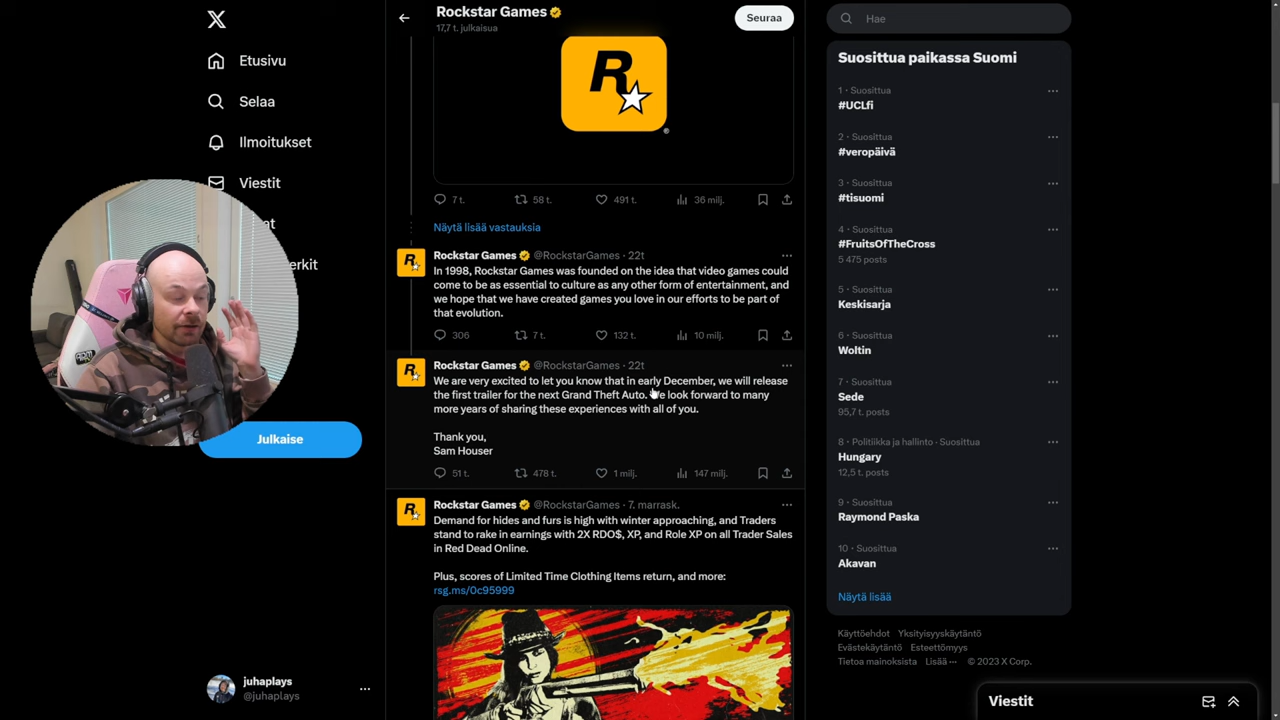 Etusivu
Selaa
Ilmoitukset
Viestit
Julkaise
juhaplays
@juhaplays
Rockstar Games
17,7 t. julkaisua
Seuraa
R
®
7 t.
58 t.
491 t.
36 milj.
Näytä lisää vastauksia
Rockstar Games @RockstarGames · 22t
In 1998, Rockstar Games was founded on the idea that video games could
come to be as essential to culture as any other form of entertainment, and
we hope that we have created games you love in our efforts to be part of
that evolution.
306
7 t.
132 t.
10 milj.
Rockstar Games @RockstarGames · 22t
We are very excited to let you know that in early December, we will release
the first trailer for the next Grand Theft Auto. We look forward to many
more years of sharing these experiences with all of you.
Thank you,
Sam Houser
51 t.
478 t.
1 milj.
147 milj.
Rockstar Games @RockstarGames · 7. marrask.
Demand for hides and furs is high with winter approaching, and Traders
stand to rake in earnings with 2X RDO$, XP, and Role XP on all Trader Sales
in Red Dead Online.
Plus, scores of Limited Time Clothing Items return, and more:
rsg.ms/0c95999
Hae
Suosittua paikassa Suomi
1 · Suosittua
#UCLfi
2 · Suosittua
#veropäivä
3 · Suosittua
#tisuomi
4 · Suosittua
#FruitsOfTheCross
5 475 posts
5 · Suosittua
Keskisarja
6 · Suosittua
Woltin
7 · Suosittua
Sede
95,7 t. posts
8 · Politiikka ja hallinto · Suosittua
Hungary
12,5 t. posts
9 · Suosittua
Raymond Paska
10 · Suosittua
Akavan
Näytä lisää
Käyttöehdot Yksityisyyskäytäntö
Evästekäytäntö Esteettömyys
Tietoa mainoksista Lisää ··· © 2023 X Corp.
Viestit